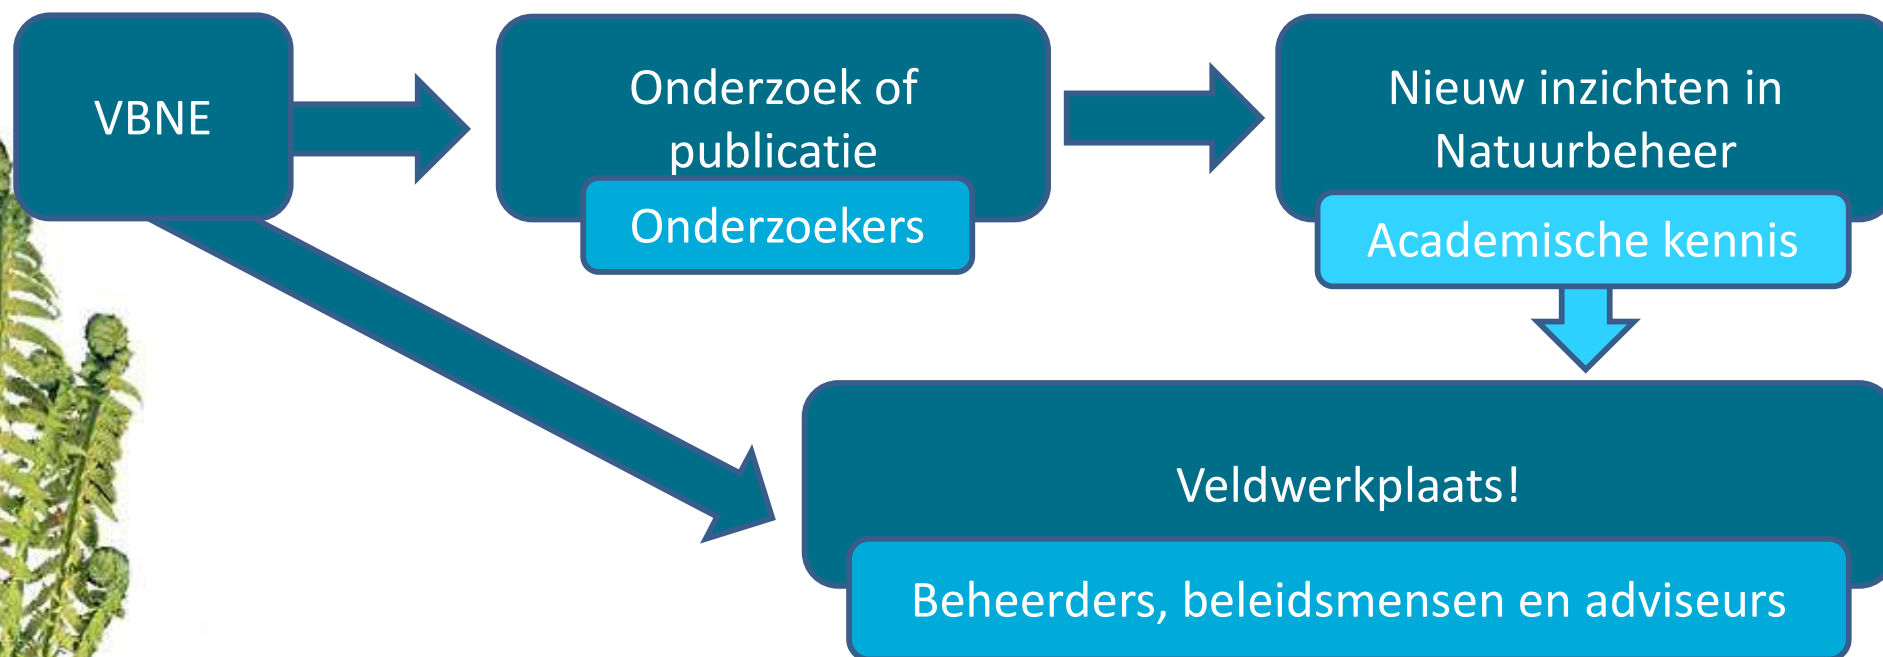 VBNE
Onderzoek of
publicatie
Onderzoekers
Nieuw inzichten in
Natuurbeheer
Academische kennis
Veldwerkplaats!
Beheerders, beleidsmensen en adviseurs